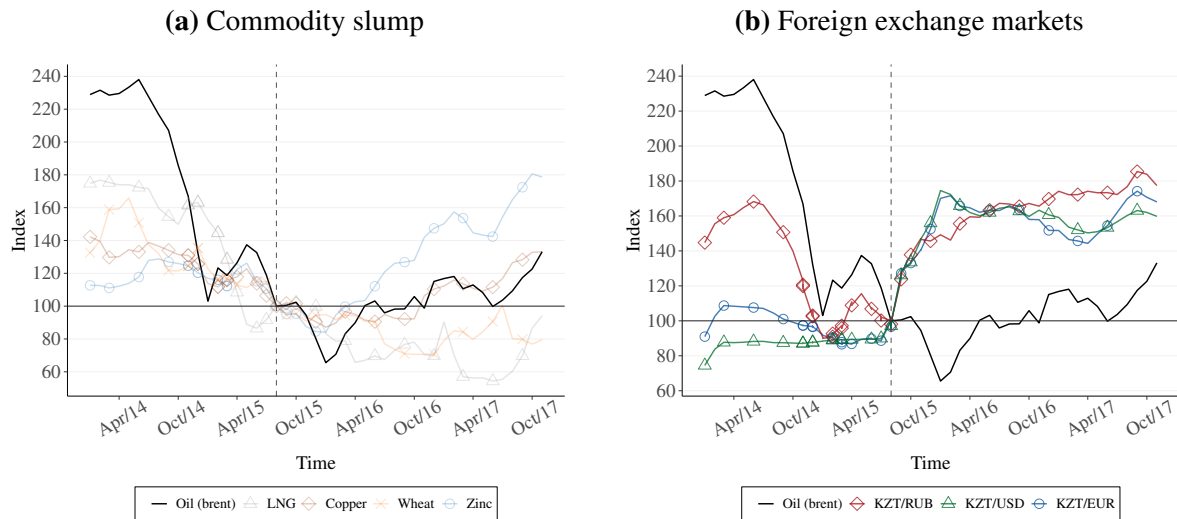 (a) Commodity slump
240
220
200
180
160
140
120
100
80
60
Index
Apr/14
Oct/14
Apr/15
Oct/15
Apr/16
Oct/16
Apr/17
Oct/17
Time
Oil (brent) LNG Copper Wheat Zinc
(b) Foreign exchange markets
240
220
200
180
160
140
120
100
80
60
Index
Apr/14
Oct/14
Apr/15
Oct/15
Apr/16
Oct/16
Apr/17
Oct/17
Time
Oil (brent) KZT/RUB KZT/USD KZT/EUR